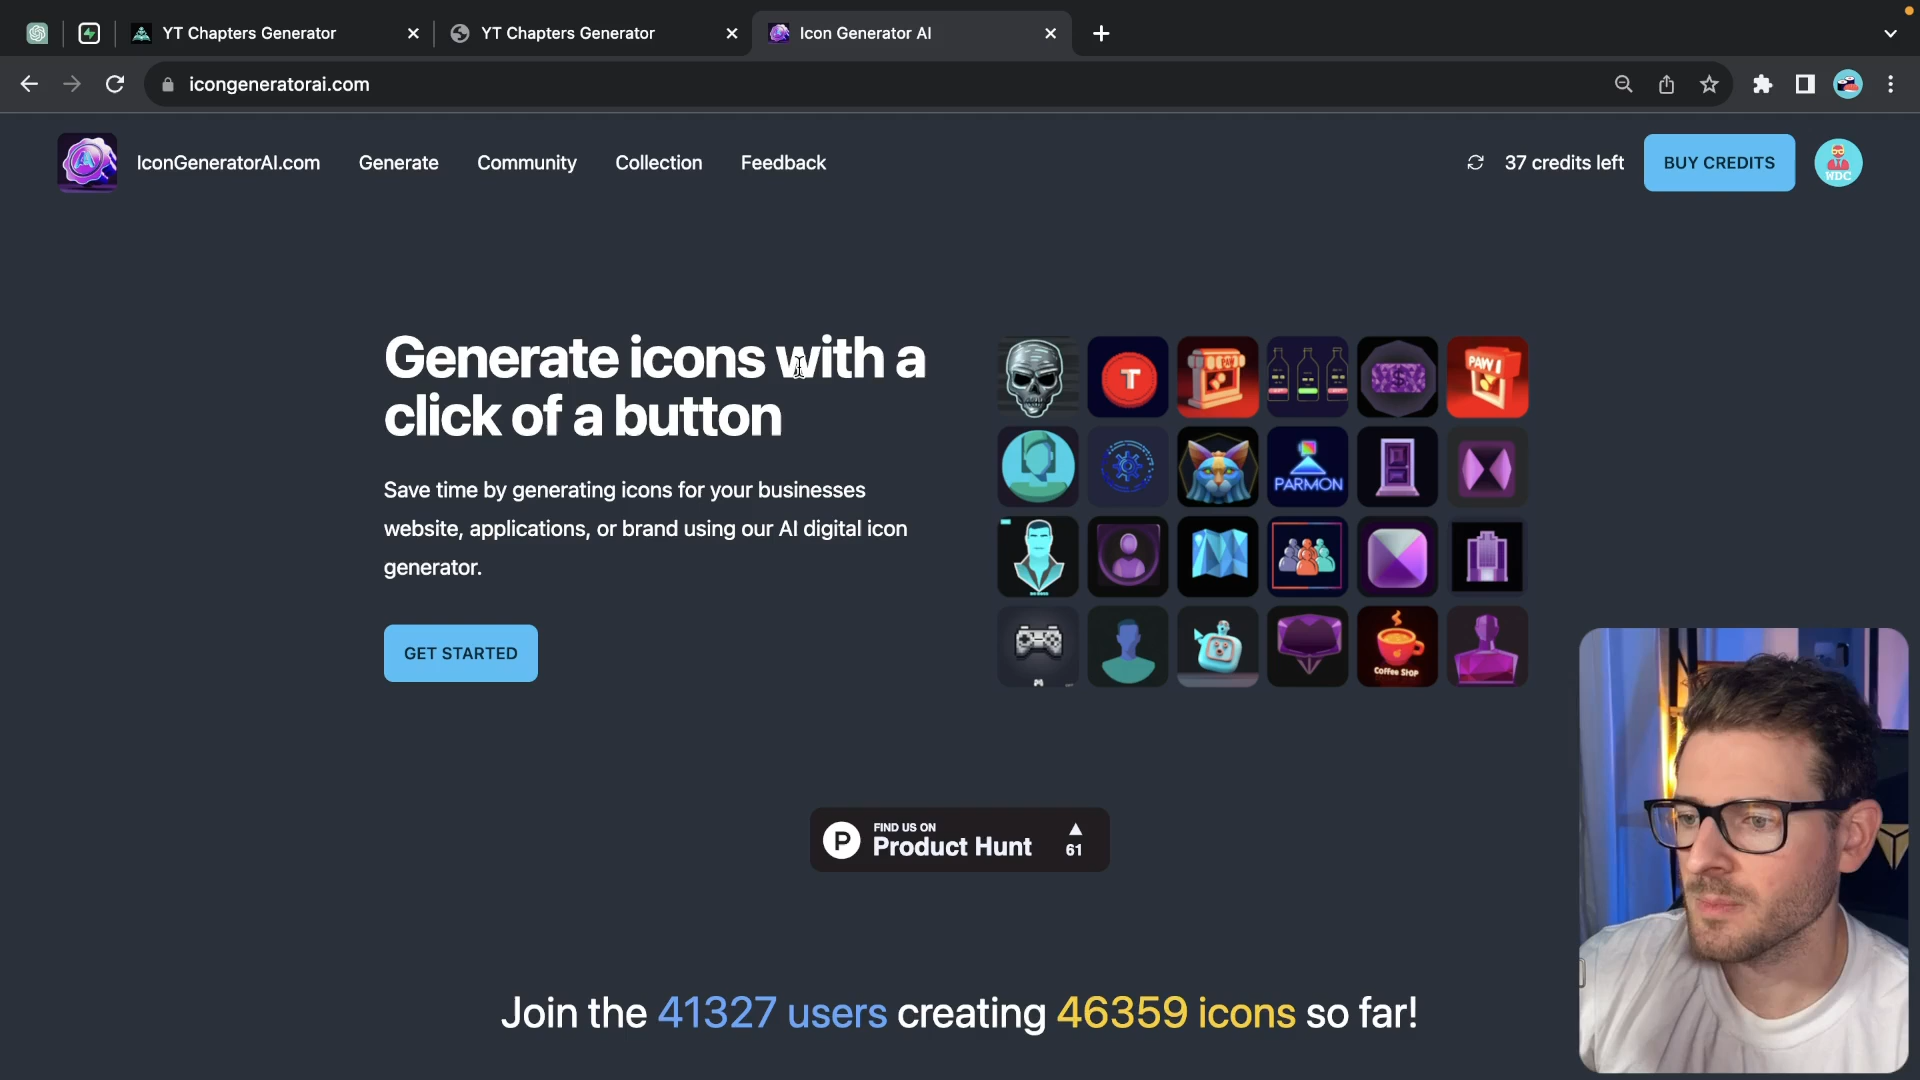 YT Chapters Generator
YT Chapters Generator
Icon Generator AI
icongeneratorai.com
IconGeneratorAI.com
Generate
Community
Collection
Feedback
37 credits left
BUY CREDITS
WDC
Generate icons with a
click of a button
Save time by generating icons for your businesses
website, applications, or brand using our AI digital icon
generator.
GET STARTED
T
PAW
$
PAW I
PARMON
Coffee StOP
P
FIND US ON
Product Hunt
61
Join the 41327 users creating 46359 icons so far!